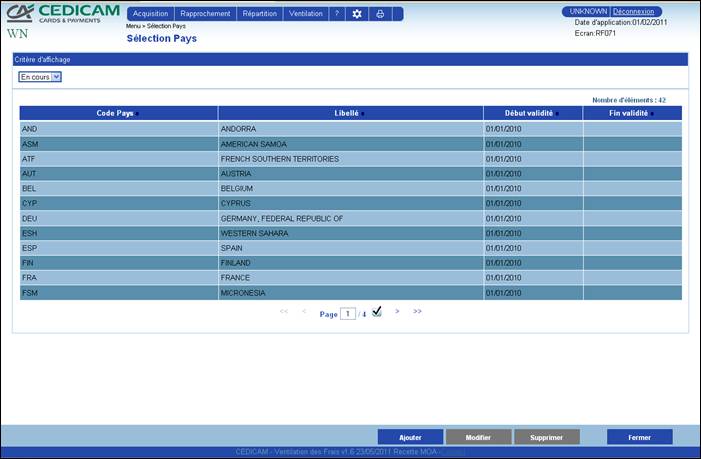 CEDICAM
CARDS & PAYMENTS
WN
Acquisition Rapprochement Répartition Ventilation ?
Menu > Sélection Pays
Sélection Pays
UNKNOWN Déconnexion
Date d'application:01/02/2011
Ecran:RF071
Critère d'affichage
En cours
Nombre d'éléments : 42
Code Pays Libellé Début validité Fin validité
AND ANDORRA 01/01/2010
ASM AMERICAN SAMOA 01/01/2010
ATF FRENCH SOUTHERN TERRITORIES 01/01/2010
AUT AUSTRIA 01/01/2010
BEL BELGIUM 01/01/2010
CYP CYPRUS 01/01/2010
DEU GERMANY, FEDERAL REPUBLIC OF 01/01/2010
ESH WESTERN SAHARA 01/01/2010
ESP SPAIN 01/01/2010
FIN FINLAND 01/01/2010
FRA FRANCE 01/01/2010
FSM MICRONESIA 01/01/2010
<< < Page 1 / 4 > >>
Ajouter Modifier Supprimer Fermer
CEDICAM - Ventilation des Frais v1.6 23/05/2011 Recette MOA -